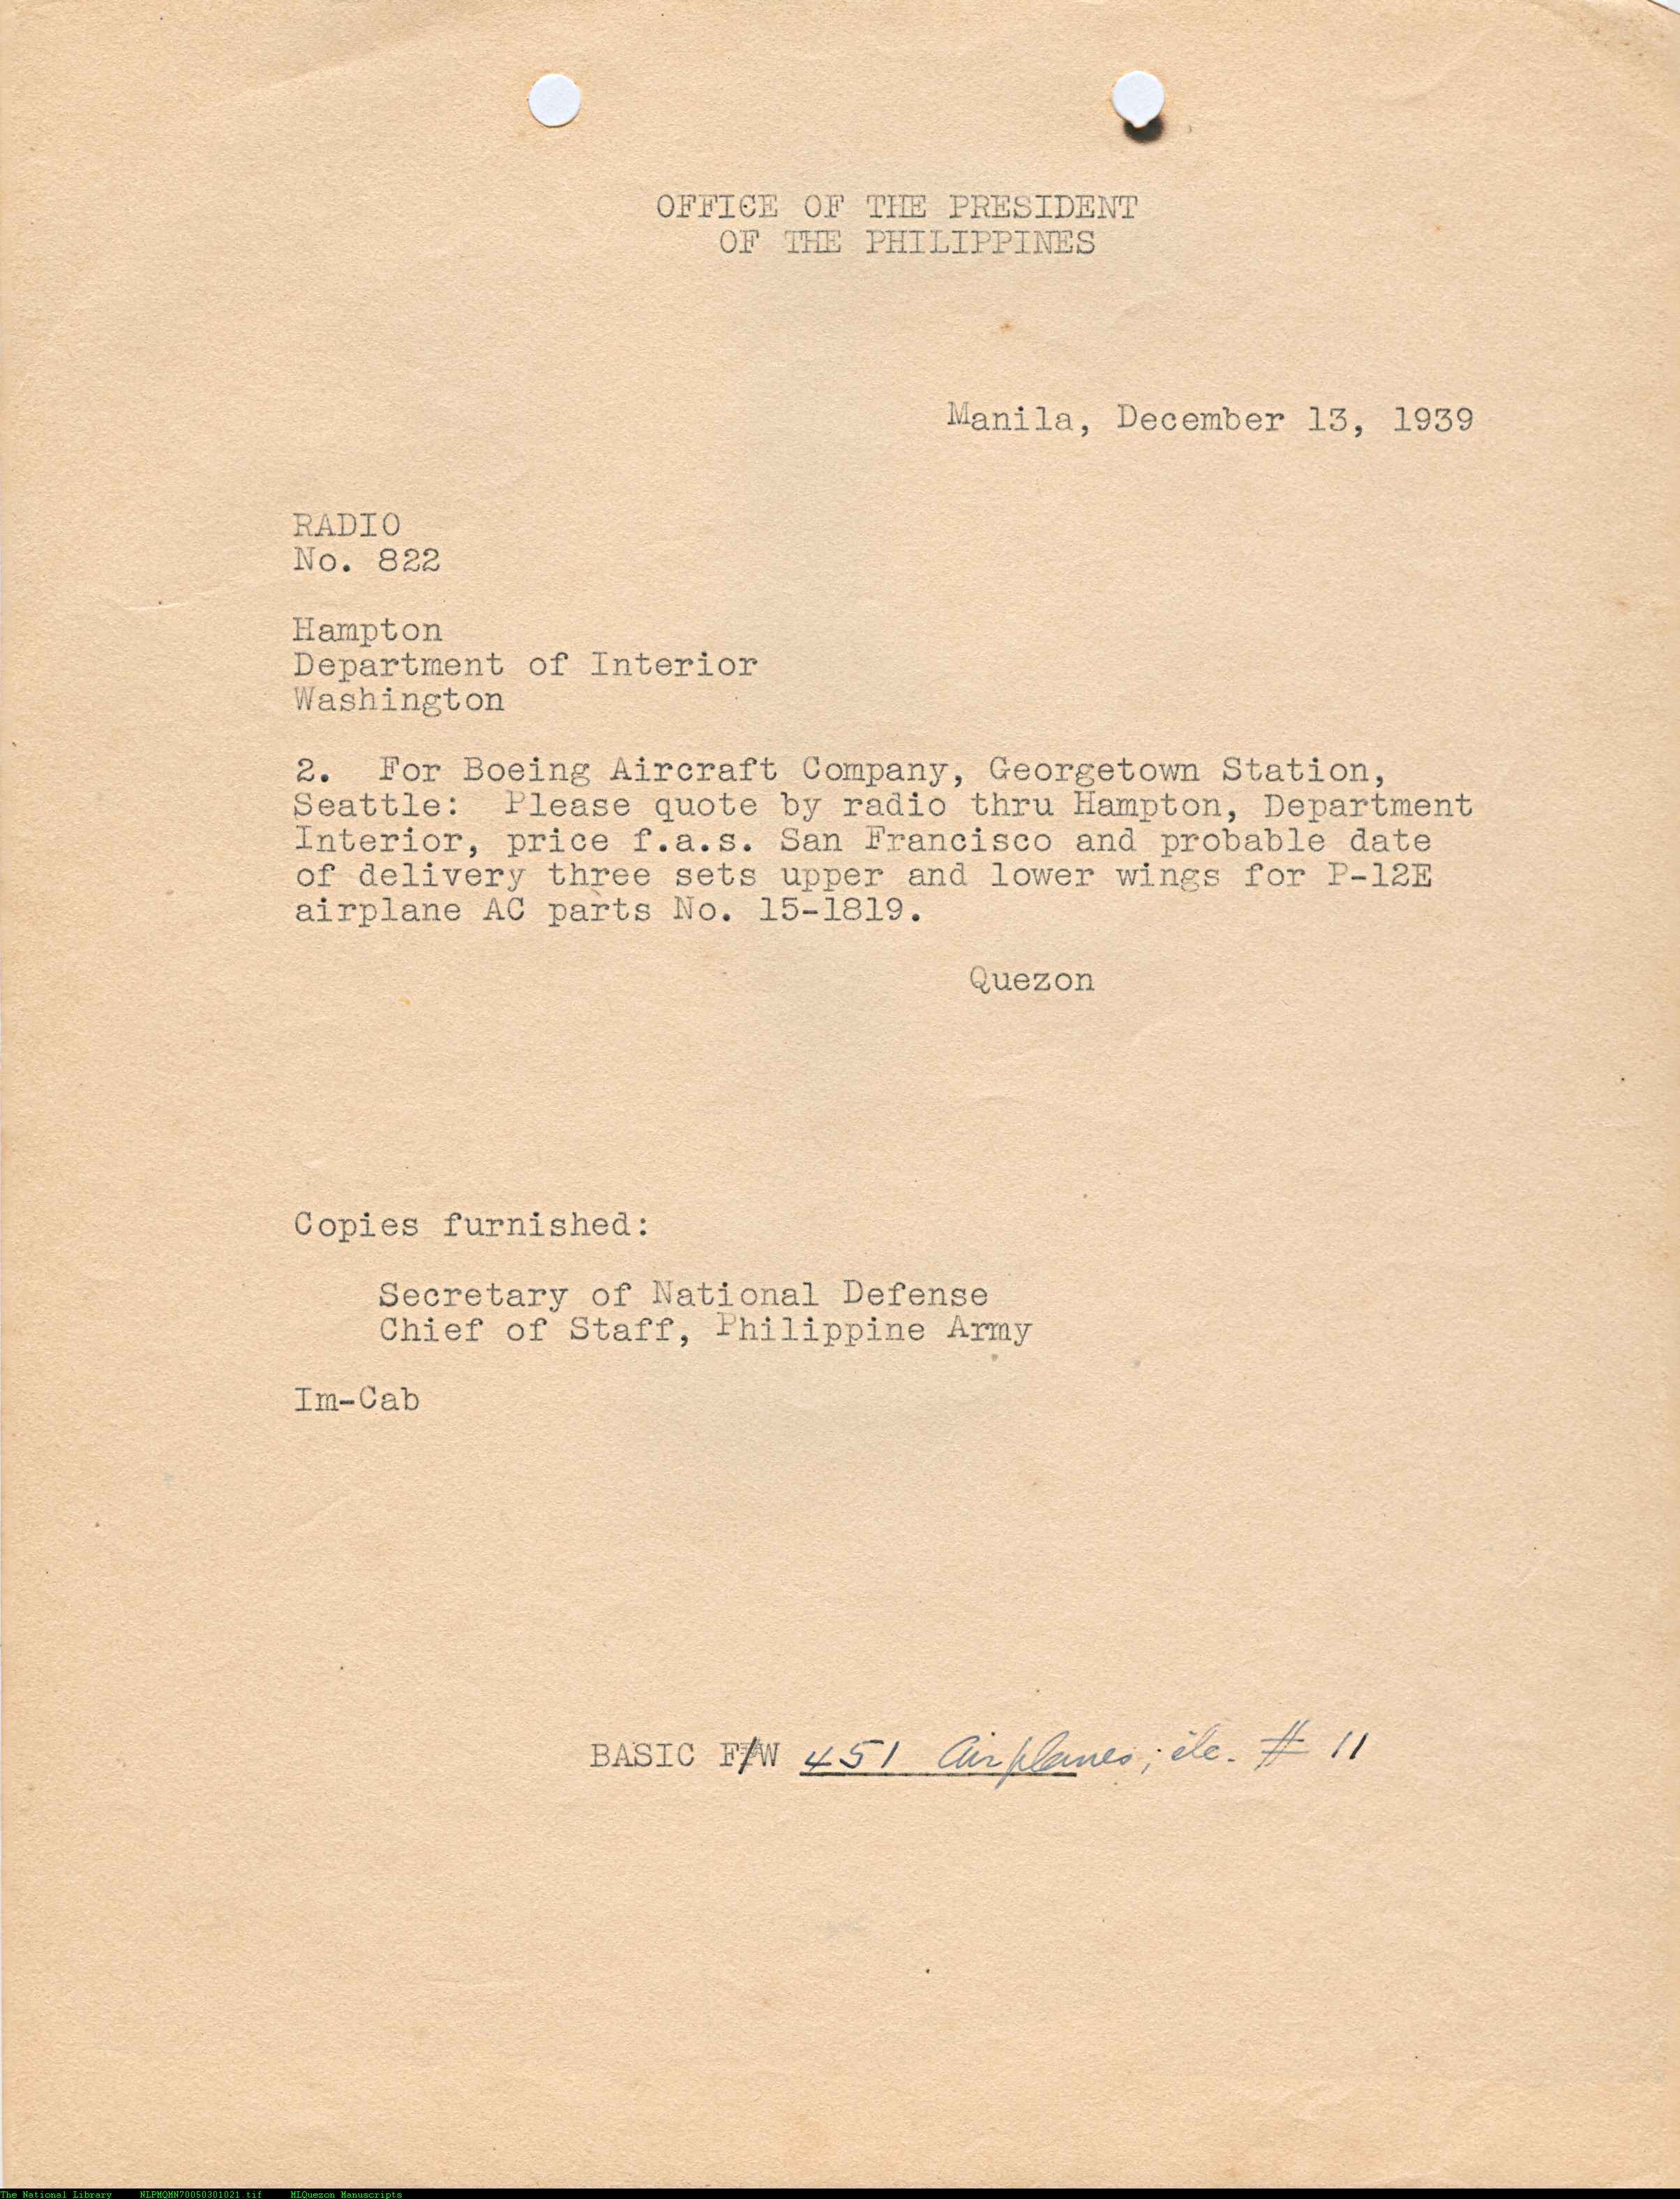 OFFICE OF THE PRESIDENT
OF THE PHILIPPINES
Manila, December 13, 1939
RADIO
No. 822
Hampton
Department of Interior
Washington
2. For Boeing Aircraft Company, Georgetown Station,
Seattle: Please quote by radio thru Hampton, Department
Interior, price f.a.s. San Francisco and probable date
of delivery three sets upper and lower wings for P-12E
airplane AC parts No. 15-1819.
Quezon
Copies furnished:
Secretary of National Defense
Chief of Staff, Philippine Army
Im-Cab
BASIC F/W 451 Airplanes; etc. # 11
The National Library NLPMQMN70050301021.tif MLQuezon Manuscripts